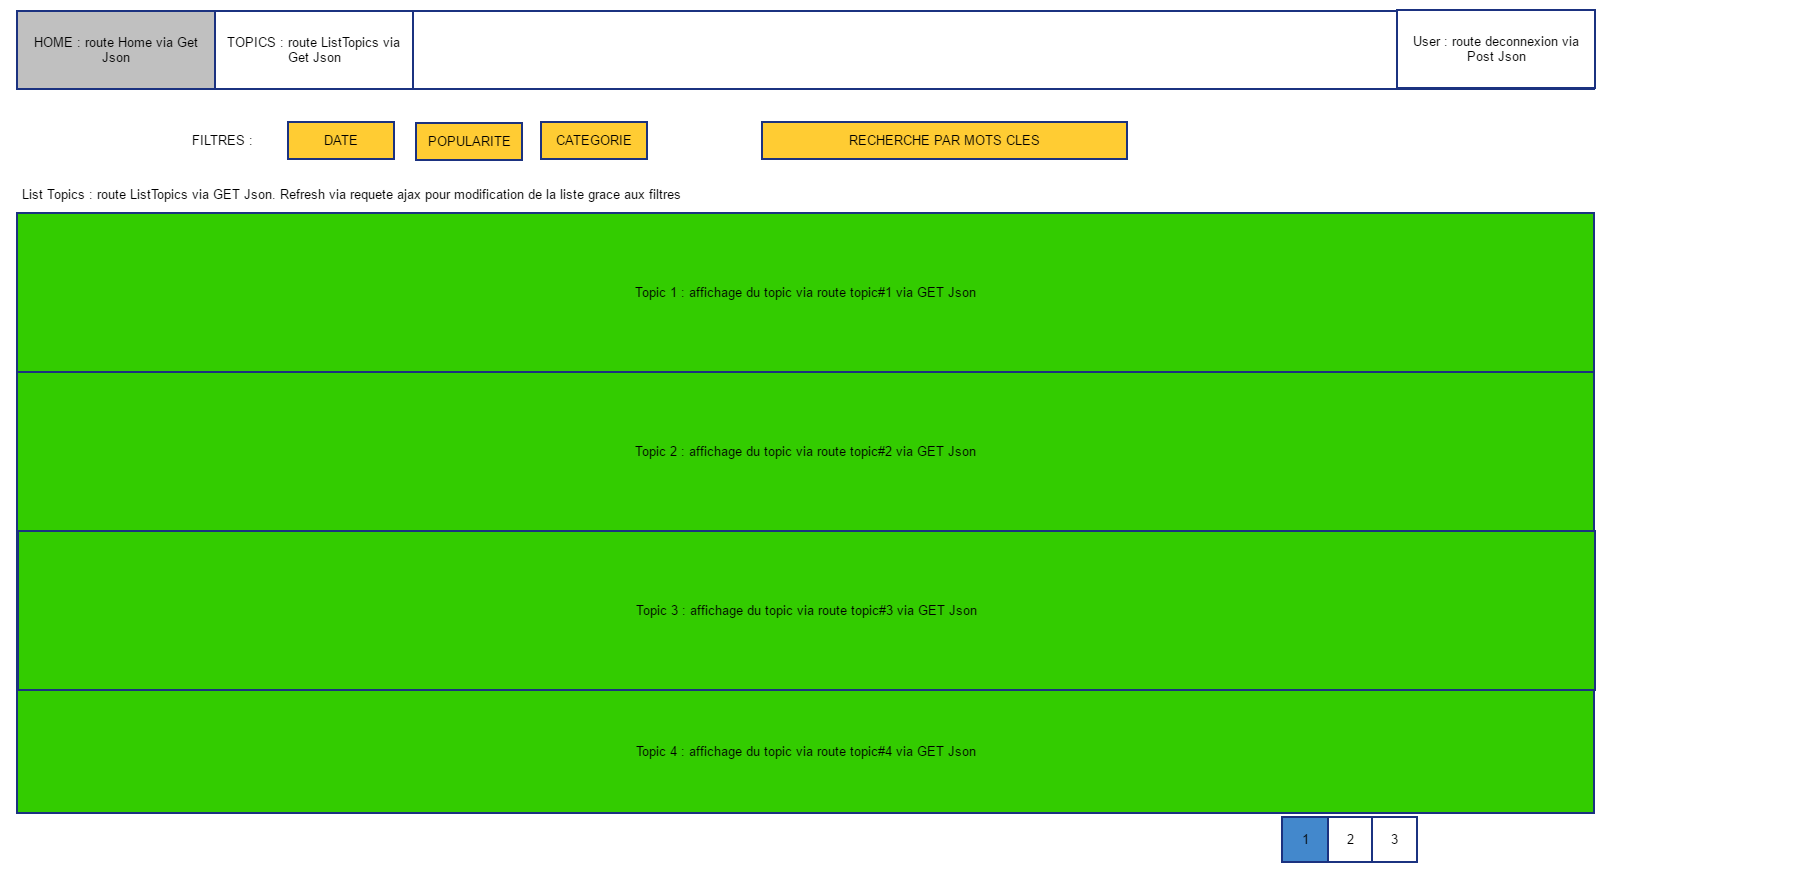 HOME : route Home via Get
Json
TOPICS : route ListTopics via
Get Json
User : route deconnexion via
Post Json
FILTRES :
DATE
POPULARITE
CATEGORIE
RECHERCHE PAR MOTS CLES
List Topics : route ListTopics via GET Json. Refresh via requete ajax pour modification de la liste grace aux filtres
Topic 1 : affichage du topic via route topic#1 via GET Json
Topic 2 : affichage du topic via route topic#2 via GET Json
Topic 3 : affichage du topic via route topic#3 via GET Json
Topic 4 : affichage du topic via route topic#4 via GET Json
1
2
3